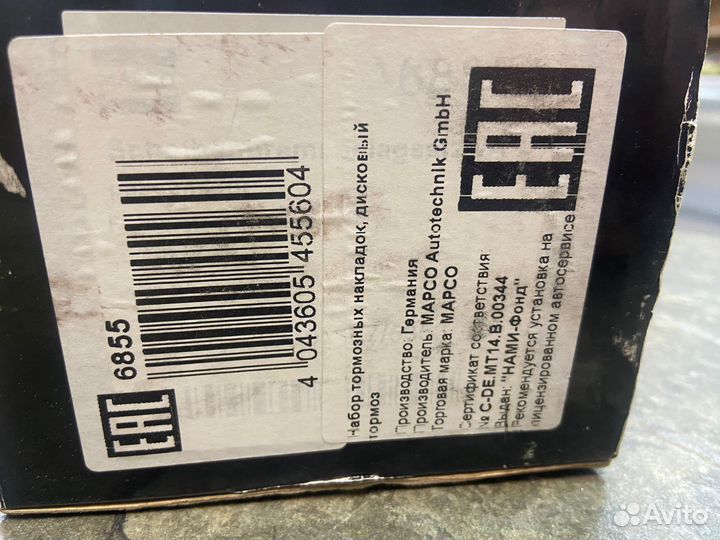 EAC
6855
4 043605 455604
Набор тормозных накладок, дисковый
тормоз
Производство: Германия
Производитель: MAPCO Autotechnik GmbH
Торговая марка: MAPCO
Сертификат соответствия:
№ C-DE.MT14.B.00344
Выдан: "НАМИ-Фонд"
Рекомендуется установка на
лицензированном автосервисе
EAC
Avito